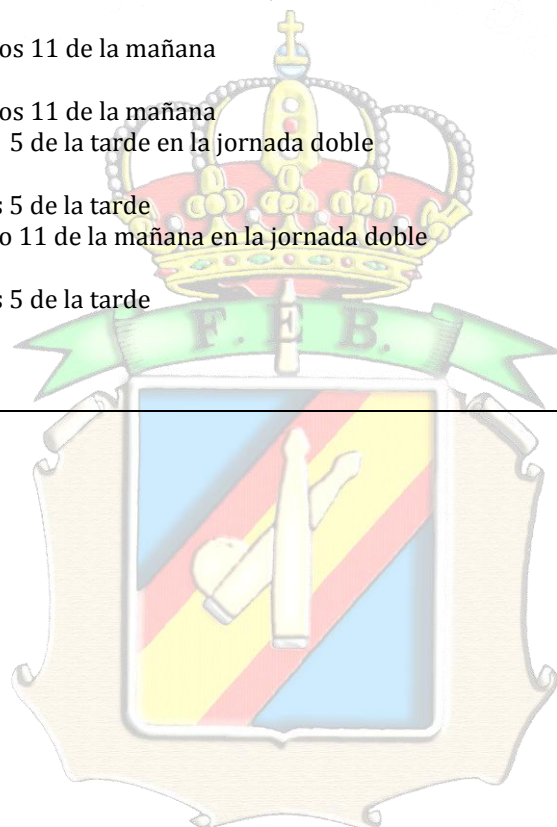 os 11 de la mañana
os 11 de la mañana
5 de la tarde en la jornada doble
s 5 de la tarde
o 11 de la mañana en la jornada doble
s 5 de la tarde
F. E. B.